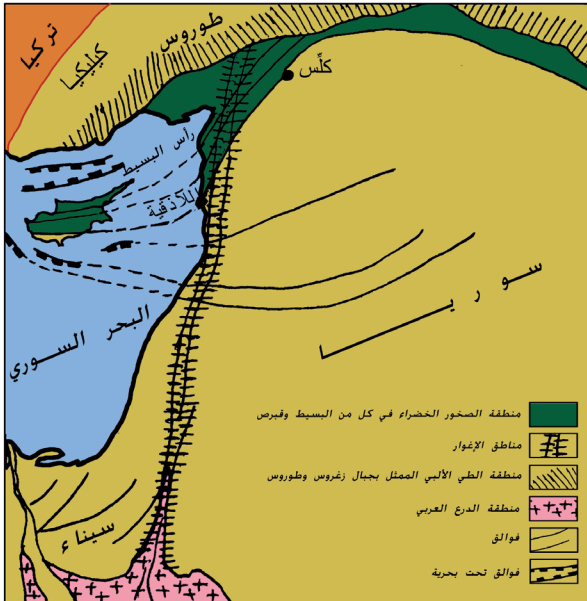 تركيا
كيليكيا
طوروس
كلّس
رأس البسيط
اللاذقية
البحر السوري
سوريا
سيناء
منطقة الصخور الخضراء في كل من البسيط وقبرص
مناطق الإغوار
منطقة الطي الألبي الممثل بجبال زغروس وطوروس
منطقة الدرع العربي
فوالق
فوالق تحت بحرية